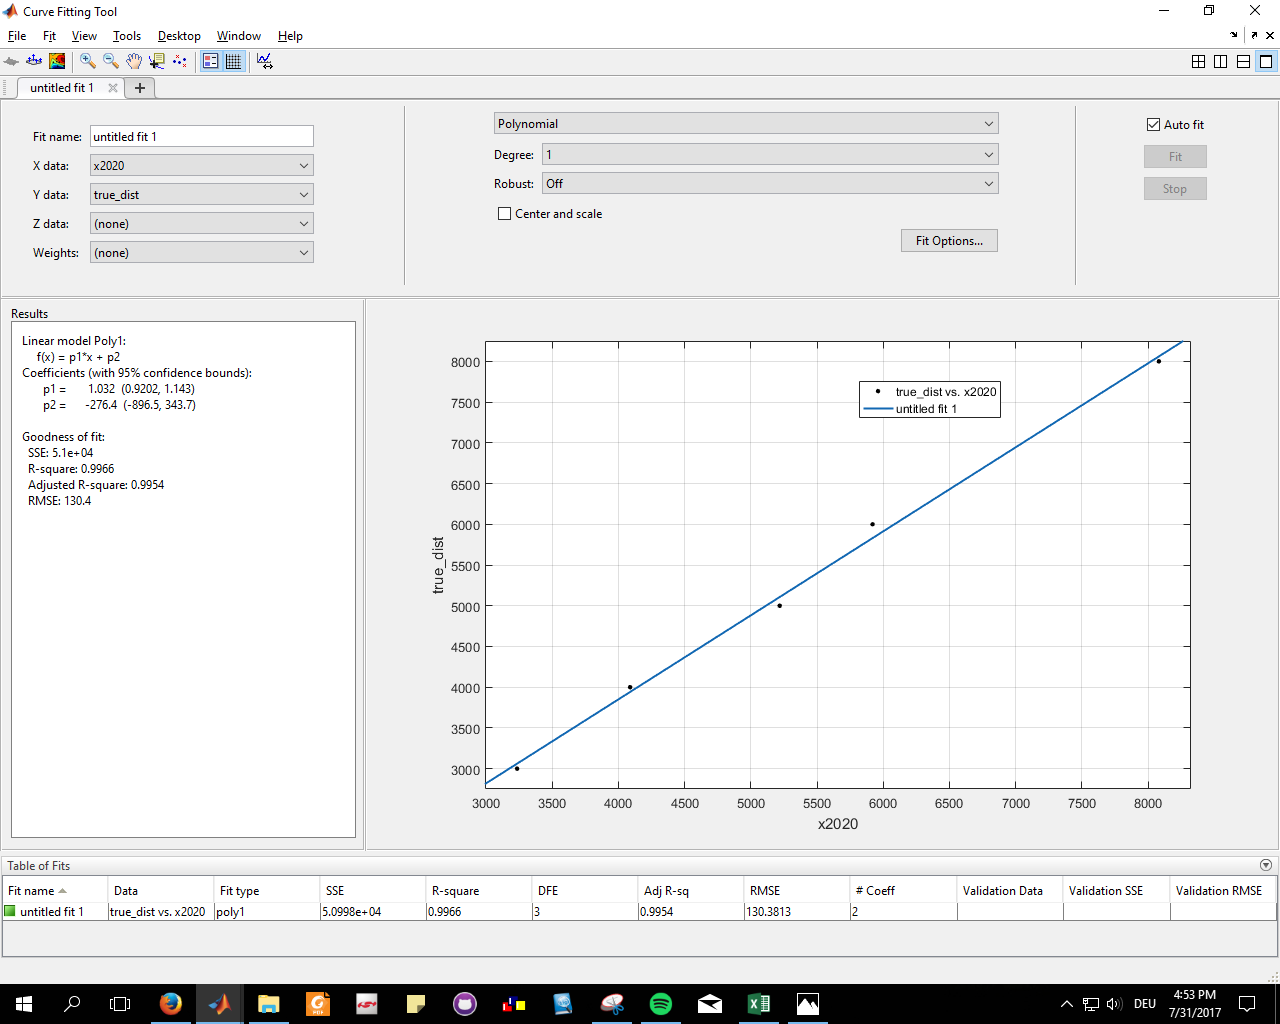 Curve Fitting Tool
File Fit View Tools Desktop Window Help
untitled fit 1
Fit name: untitled fit 1
X data: x2020
Y data: true_dist
Z data: (none)
Weights: (none)
Polynomial
Degree: 1
Robust: Off
Center and scale
Fit Options...
Auto fit
Fit
Stop
Results
Linear model Poly1:
f(x) = p1*x + p2
Coefficients (with 95% confidence bounds):
p1 = 1.032 (0.9202, 1.143)
p2 = -276.4 (-896.5, 343.7)
Goodness of fit:
SSE: 5.1e+04
R-square: 0.9966
Adjusted R-square: 0.9954
RMSE: 130.4
8000
7500
7000
6500
6000
5500
5000
4500
4000
3500
3000
true_dist
true_dist vs. x2020
untitled fit 1
3000 3500 4000 4500 5000 5500 6000 6500 7000 7500 8000
x2020
Table of Fits
Fit name Data Fit type SSE R-square DFE Adj R-sq RMSE # Coeff Validation Data Validation SSE Validation RMSE
untitled fit 1 true_dist vs. x2020 poly1 5.0998e+04 0.9966 3 0.9954 130.3813 2
PDF
DEU
4:53 PM
7/31/2017